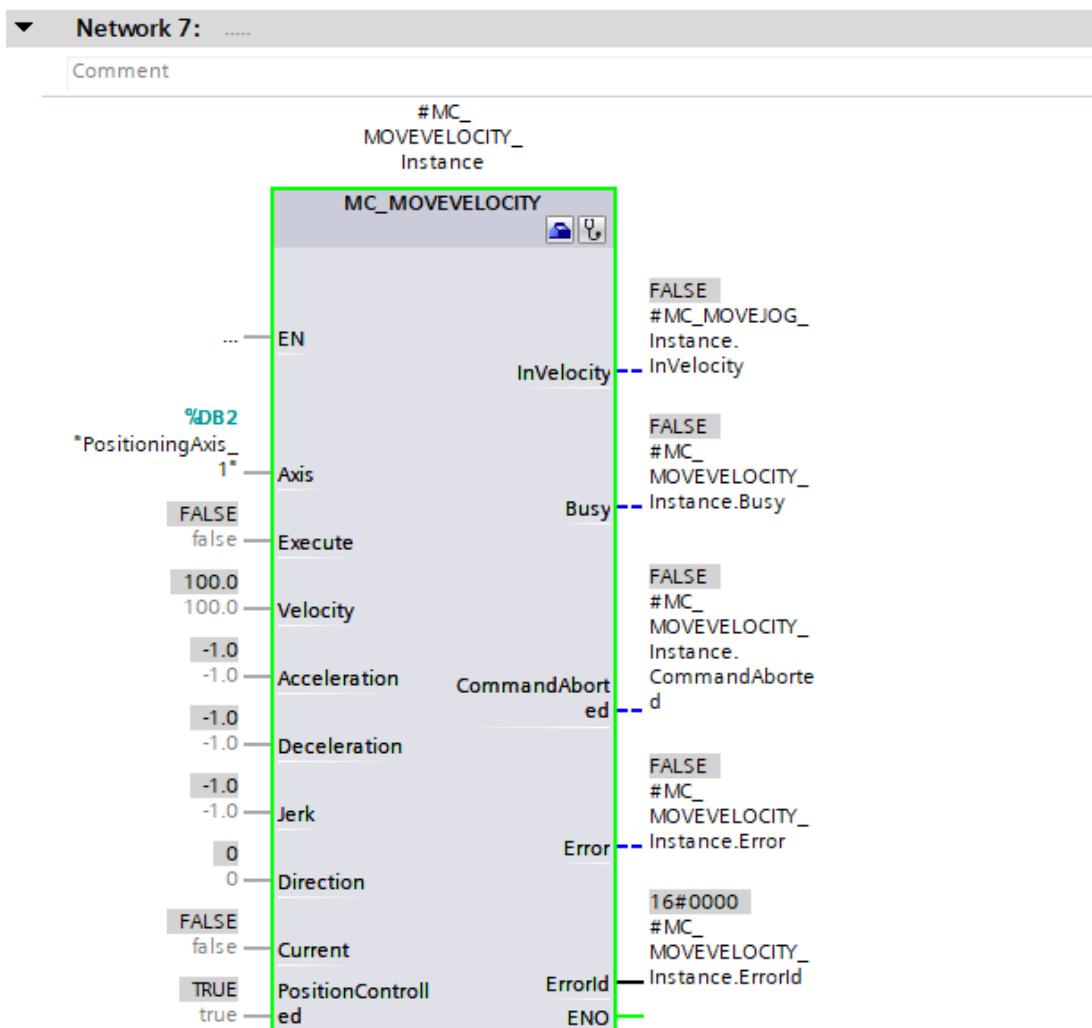 Network 7: .....
Comment
#MC_
MOVEVELOCITY_
Instance
MC_MOVEVELOCITY
... EN
FALSE
#MC_MOVEJOG_
Instance.
InVelocity
InVelocity
%DB2
"PositioningAxis_
1"
Axis
FALSE
#MC_
MOVEVELOCITY_
Instance.Busy
Busy
FALSE
false
Execute
100.0
100.0
Velocity
FALSE
#MC_
MOVEVELOCITY_
Instance.
CommandAborte
d
-1.0
-1.0
Acceleration
CommandAbort
ed
-1.0
-1.0
Deceleration
-1.0
-1.0
Jerk
FALSE
#MC_
MOVEVELOCITY_
Instance.Error
Error
0
0
Direction
FALSE
false
Current
16#0000
#MC_
MOVEVELOCITY_
Instance.ErrorId
ErrorId
TRUE
true
PositionControll
ed
ENO